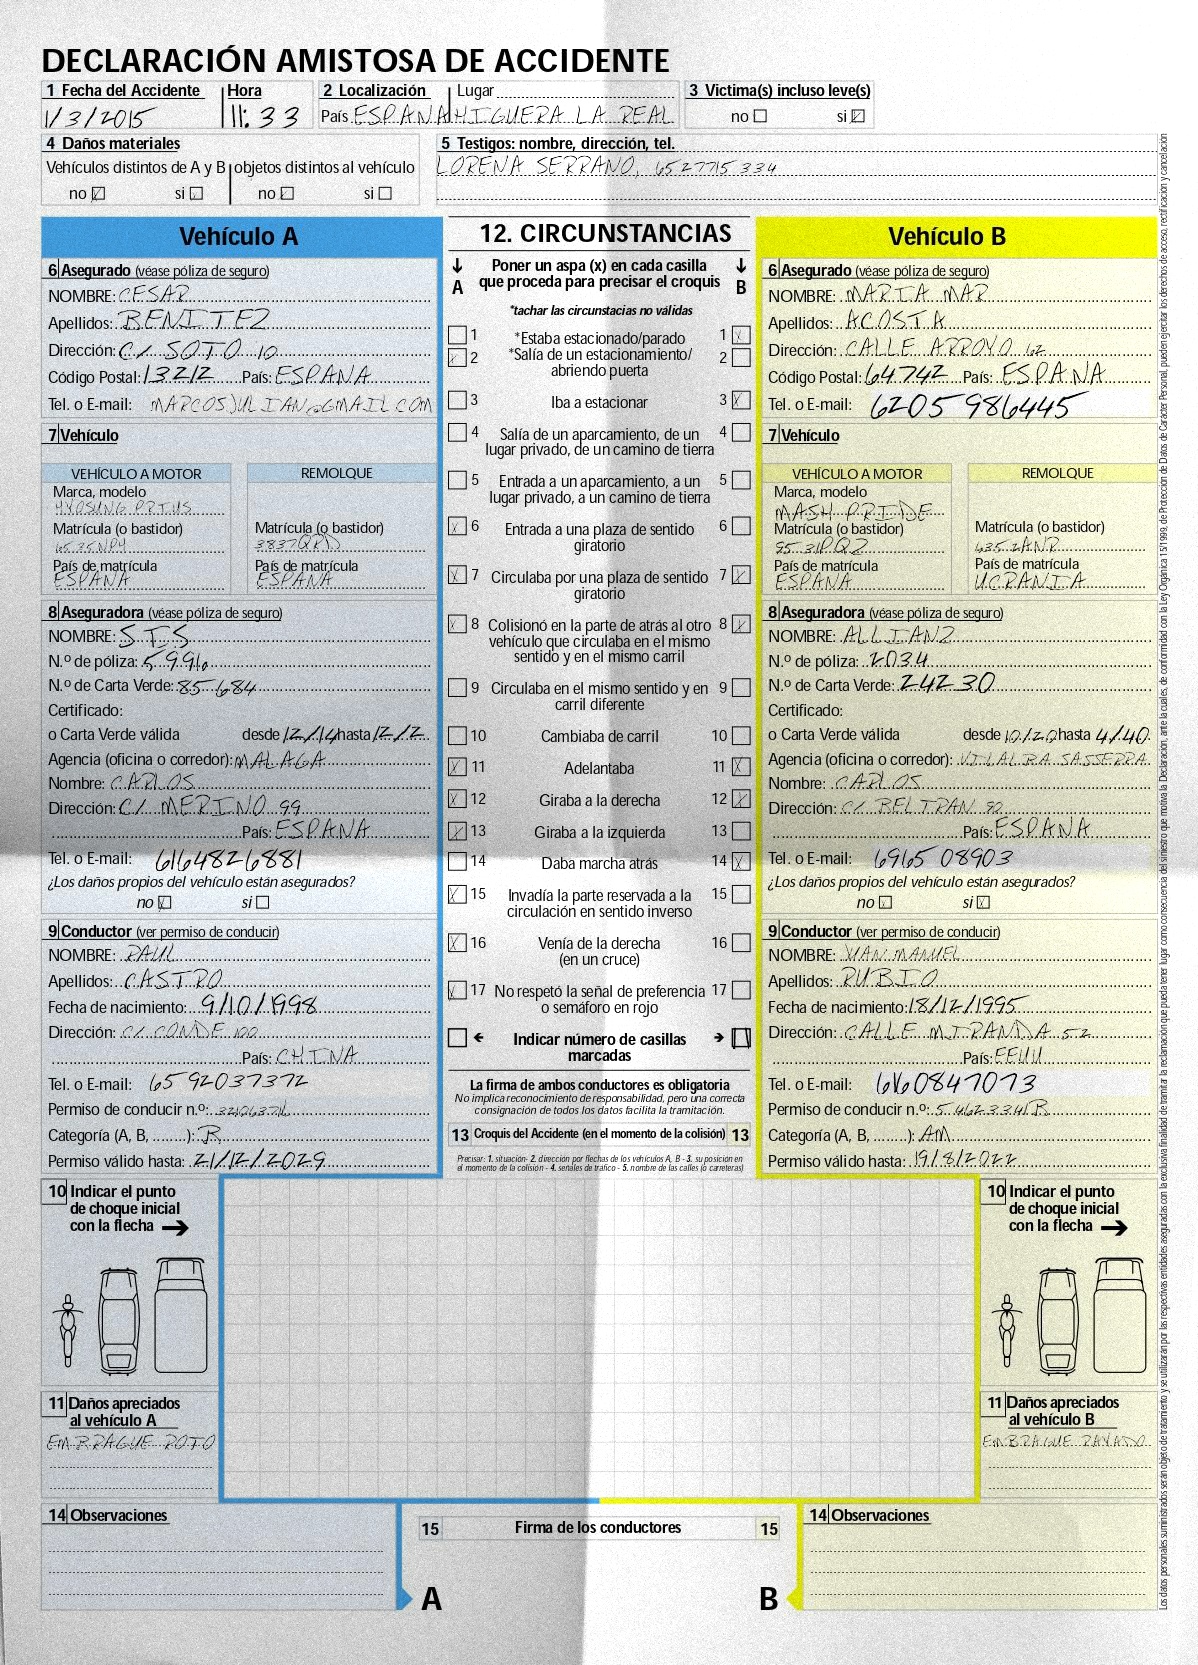 DECLARACIÓN AMISTOSA DE ACCIDENTE
1 Fecha del Accidente Hora
1/3/2015 11:33
2 Localización Lugar
País ESPAÑA HIGUERA LA REAL
3 Victima(s) incluso leve(s)
no si
4 Daños materiales
Vehículos distintos de A y B objetos distintos al vehículo
no si no si
5 Testigos: nombre, dirección, tel.
LORENA SERRANO, 6527715334
Vehículo A
6 Asegurado (véase póliza de seguro)
NOMBRE: CESAR
Apellidos: BENITEZ
Dirección: C/ SOTO 10
Código Postal: 13212 País: ESPAÑA
Tel. o E-mail: MARCOSJULIAN@GMAIL.COM
7 Vehículo
VEHÍCULO A MOTOR REMOLQUE
Marca, modelo
HYOSUNG PRIUS
Matrícula (o bastidor) Matrícula (o bastidor)
6535NPY 3837QRD
País de matrícula País de matrícula
ESPAÑA ESPAÑA
8 Aseguradora (véase póliza de seguro)
NOMBRE: STS
N.º de póliza: 5991
N.º de Carta Verde: 85 684
Certificado:
o Carta Verde válida desde 12/14 hasta 12/2
Agencia (oficina o corredor): MALAGA
Nombre: CARLOS
Dirección: C/ MERINO 99
País: ESPAÑA
Tel. o E-mail: 6164826881
¿Los daños propios del vehículo están asegurados?
no si
9 Conductor (ver permiso de conducir)
NOMBRE: RAUL
Apellidos: CASTRO
Fecha de nacimiento: 9/10/1998
Dirección: C/ CONDE 100
País: CHINA
Tel. o E-mail: 6592037372
Permiso de conducir n.º:
Categoría (A, B, ........): B
Permiso válido hasta: 21/12/2029
12. CIRCUNSTANCIAS
A Poner un aspa (x) en cada casilla que proceda para precisar el croquis B
*tachar las circunstacias no válidas
1 *Estaba estacionado/parado 1
2 *Salía de un estacionamiento/ 2
abriendo puerta
3 Iba a estacionar 3
4 Salía de un aparcamiento, de un 4
lugar privado, de un camino de tierra
5 Entrada a un aparcamiento, a un 5
lugar privado, a un camino de tierra
6 Entrada a una plaza de sentido 6
giratorio
7 Circulaba por una plaza de sentido 7
giratorio
8 Colisionó en la parte de atrás al otro 8
vehículo que circulaba en el mismo
sentido y en el mismo carril
9 Circulaba en el mismo sentido y en 9
carril diferente
10 Cambiaba de carril 10
11 Adelantaba 11
12 Giraba a la derecha 12
13 Giraba a la izquierda 13
14 Daba marcha atrás 14
15 Invadía la parte reservada a la 15
circulación en sentido inverso
16 Venía de la derecha 16
(en un cruce)
17 No respetó la señal de preferencia 17
o semáforo en rojo
Indicar número de casillas
marcadas
La firma de ambos conductores es obligatoria
No implica reconocimiento de responsabilidad, pero una correcta
consignación de todos los datos facilita la tramitación.
13 Croquis del Accidente (en el momento de la colisión) 13
Precisar: 1. situación- 2. dirección por flechas de los vehículos A, B - 3. su posición en
el momento de la colisión - 4. señales de tráfico - 5. nombre de las calles (o carreteras)
Vehículo B
6 Asegurado (véase póliza de seguro)
NOMBRE: MARIA MAR
Apellidos: ACOSTA
Dirección: CALLE ARROYO 62
Código Postal: 64742 País: ESPAÑA
Tel. o E-mail: 6205986445
7 Vehículo
VEHÍCULO A MOTOR REMOLQUE
Marca, modelo
MASH PRIDE
Matrícula (o bastidor) Matrícula (o bastidor)
9531PQZ 6352ANR
País de matrícula País de matrícula
ESPAÑA UCRANIA
8 Aseguradora (véase póliza de seguro)
NOMBRE: ALLIANZ
N.º de póliza: 2034
N.º de Carta Verde: 24230
Certificado:
o Carta Verde válida desde 10/20 hasta 4/40
Agencia (oficina o corredor): VILALBA SASSERRA
Nombre: CARLOS
Dirección: C/ BELTRAN 92
País: ESPAÑA
Tel. o E-mail: 6965 08903
¿Los daños propios del vehículo están asegurados?
no si
9 Conductor (ver permiso de conducir)
NOMBRE: JUAN MANUEL
Apellidos: RUBIO
Fecha de nacimiento: 18/12/1995
Dirección: CALLE MIRANDA 52
País: EEUU
Tel. o E-mail: 6160847073
Permiso de conducir n.º: 54623341R
Categoría (A, B, ........): AM
Permiso válido hasta: 19/8/2022
10 Indicar el punto
de choque inicial
con la flecha
11 Daños apreciados
al vehículo A
EMBRAGUE ROTO
14 Observaciones
15 Firma de los conductores 15
A B
10 Indicar el punto
de choque inicial
con la flecha
11 Daños apreciados
al vehículo B
EMBRAGUE RAYADO
14 Observaciones
Los datos personales suministrados serán objeto de tratamiento y se utilizarán por las respectivas entidades aseguradas con la exclusiva finalidad de tramitar la reclamación que pueda tener lugar como consecuencia del siniestro que motiva la Declaración, ante la cuales, de conformidad con la Ley Orgánica 15/1999, de Protección de Datos de Carácter Personal, pueden ejercitar los derechos de acceso, rectificación y cancelación